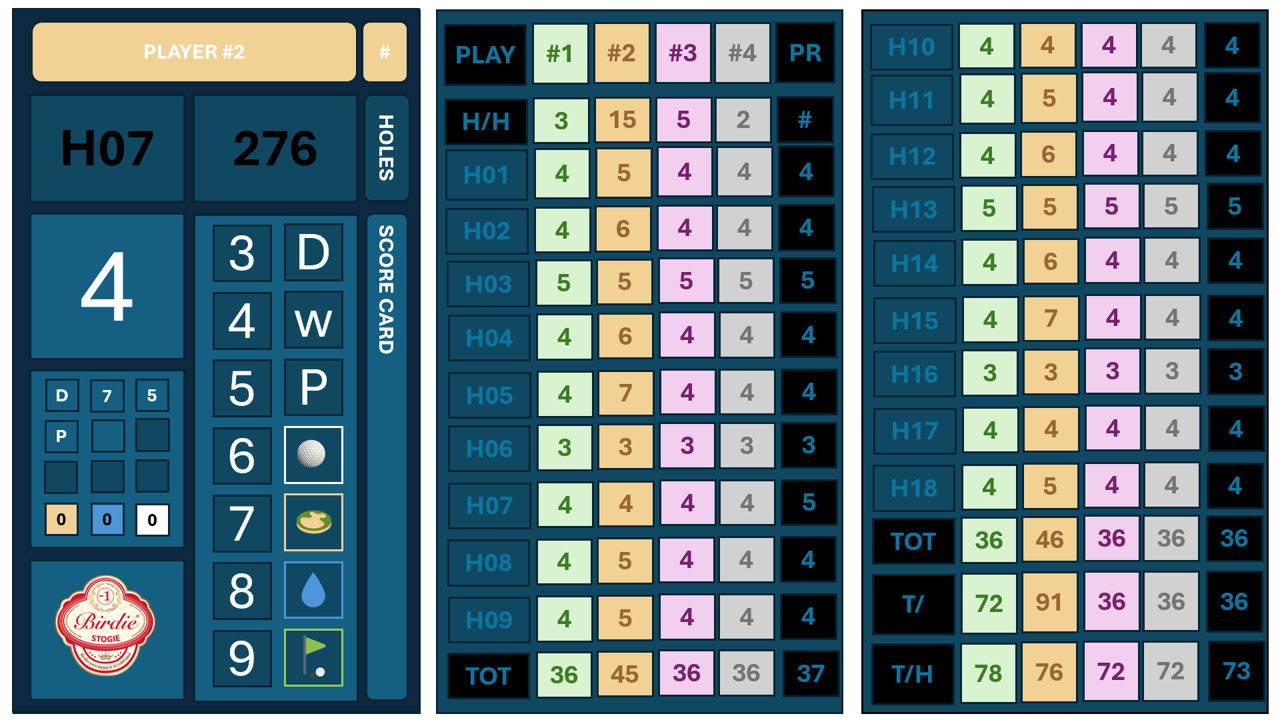 PLAYER #2 #
H07 276 HOLES
4
SCORE CARD
3 D
4 w
5 P
6
7
8
9
D 7 5
P
0 0 0
-1
Birdie
STOGIE
PLAY #1 #2 #3 #4 PR
H/H 3 15 5 2 #
H01 4 5 4 4 4
H02 4 6 4 4 4
H03 5 5 5 5 5
H04 4 6 4 4 4
H05 4 7 4 4 4
H06 3 3 3 3 3
H07 4 4 4 4 5
H08 4 5 4 4 4
H09 4 5 4 4 4
TOT 36 45 36 36 37
H10 4 4 4 4 4
H11 4 5 4 4 4
H12 4 6 4 4 4
H13 5 5 5 5 5
H14 4 6 4 4 4
H15 4 7 4 4 4
H16 3 3 3 3 3
H17 4 4 4 4 4
H18 4 5 4 4 4
TOT 36 46 36 36 36
T/ 72 91 36 36 36
T/H 78 76 72 72 73